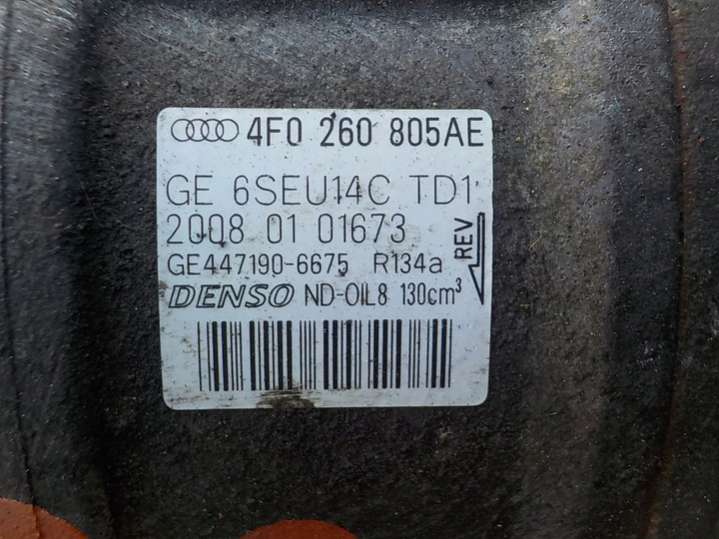 4F0 260 805AE
GE 6SEU14C TD1
2008 01 01673
GE447190-6675 R134a
DENSO ND-OIL8 130cm³
REV